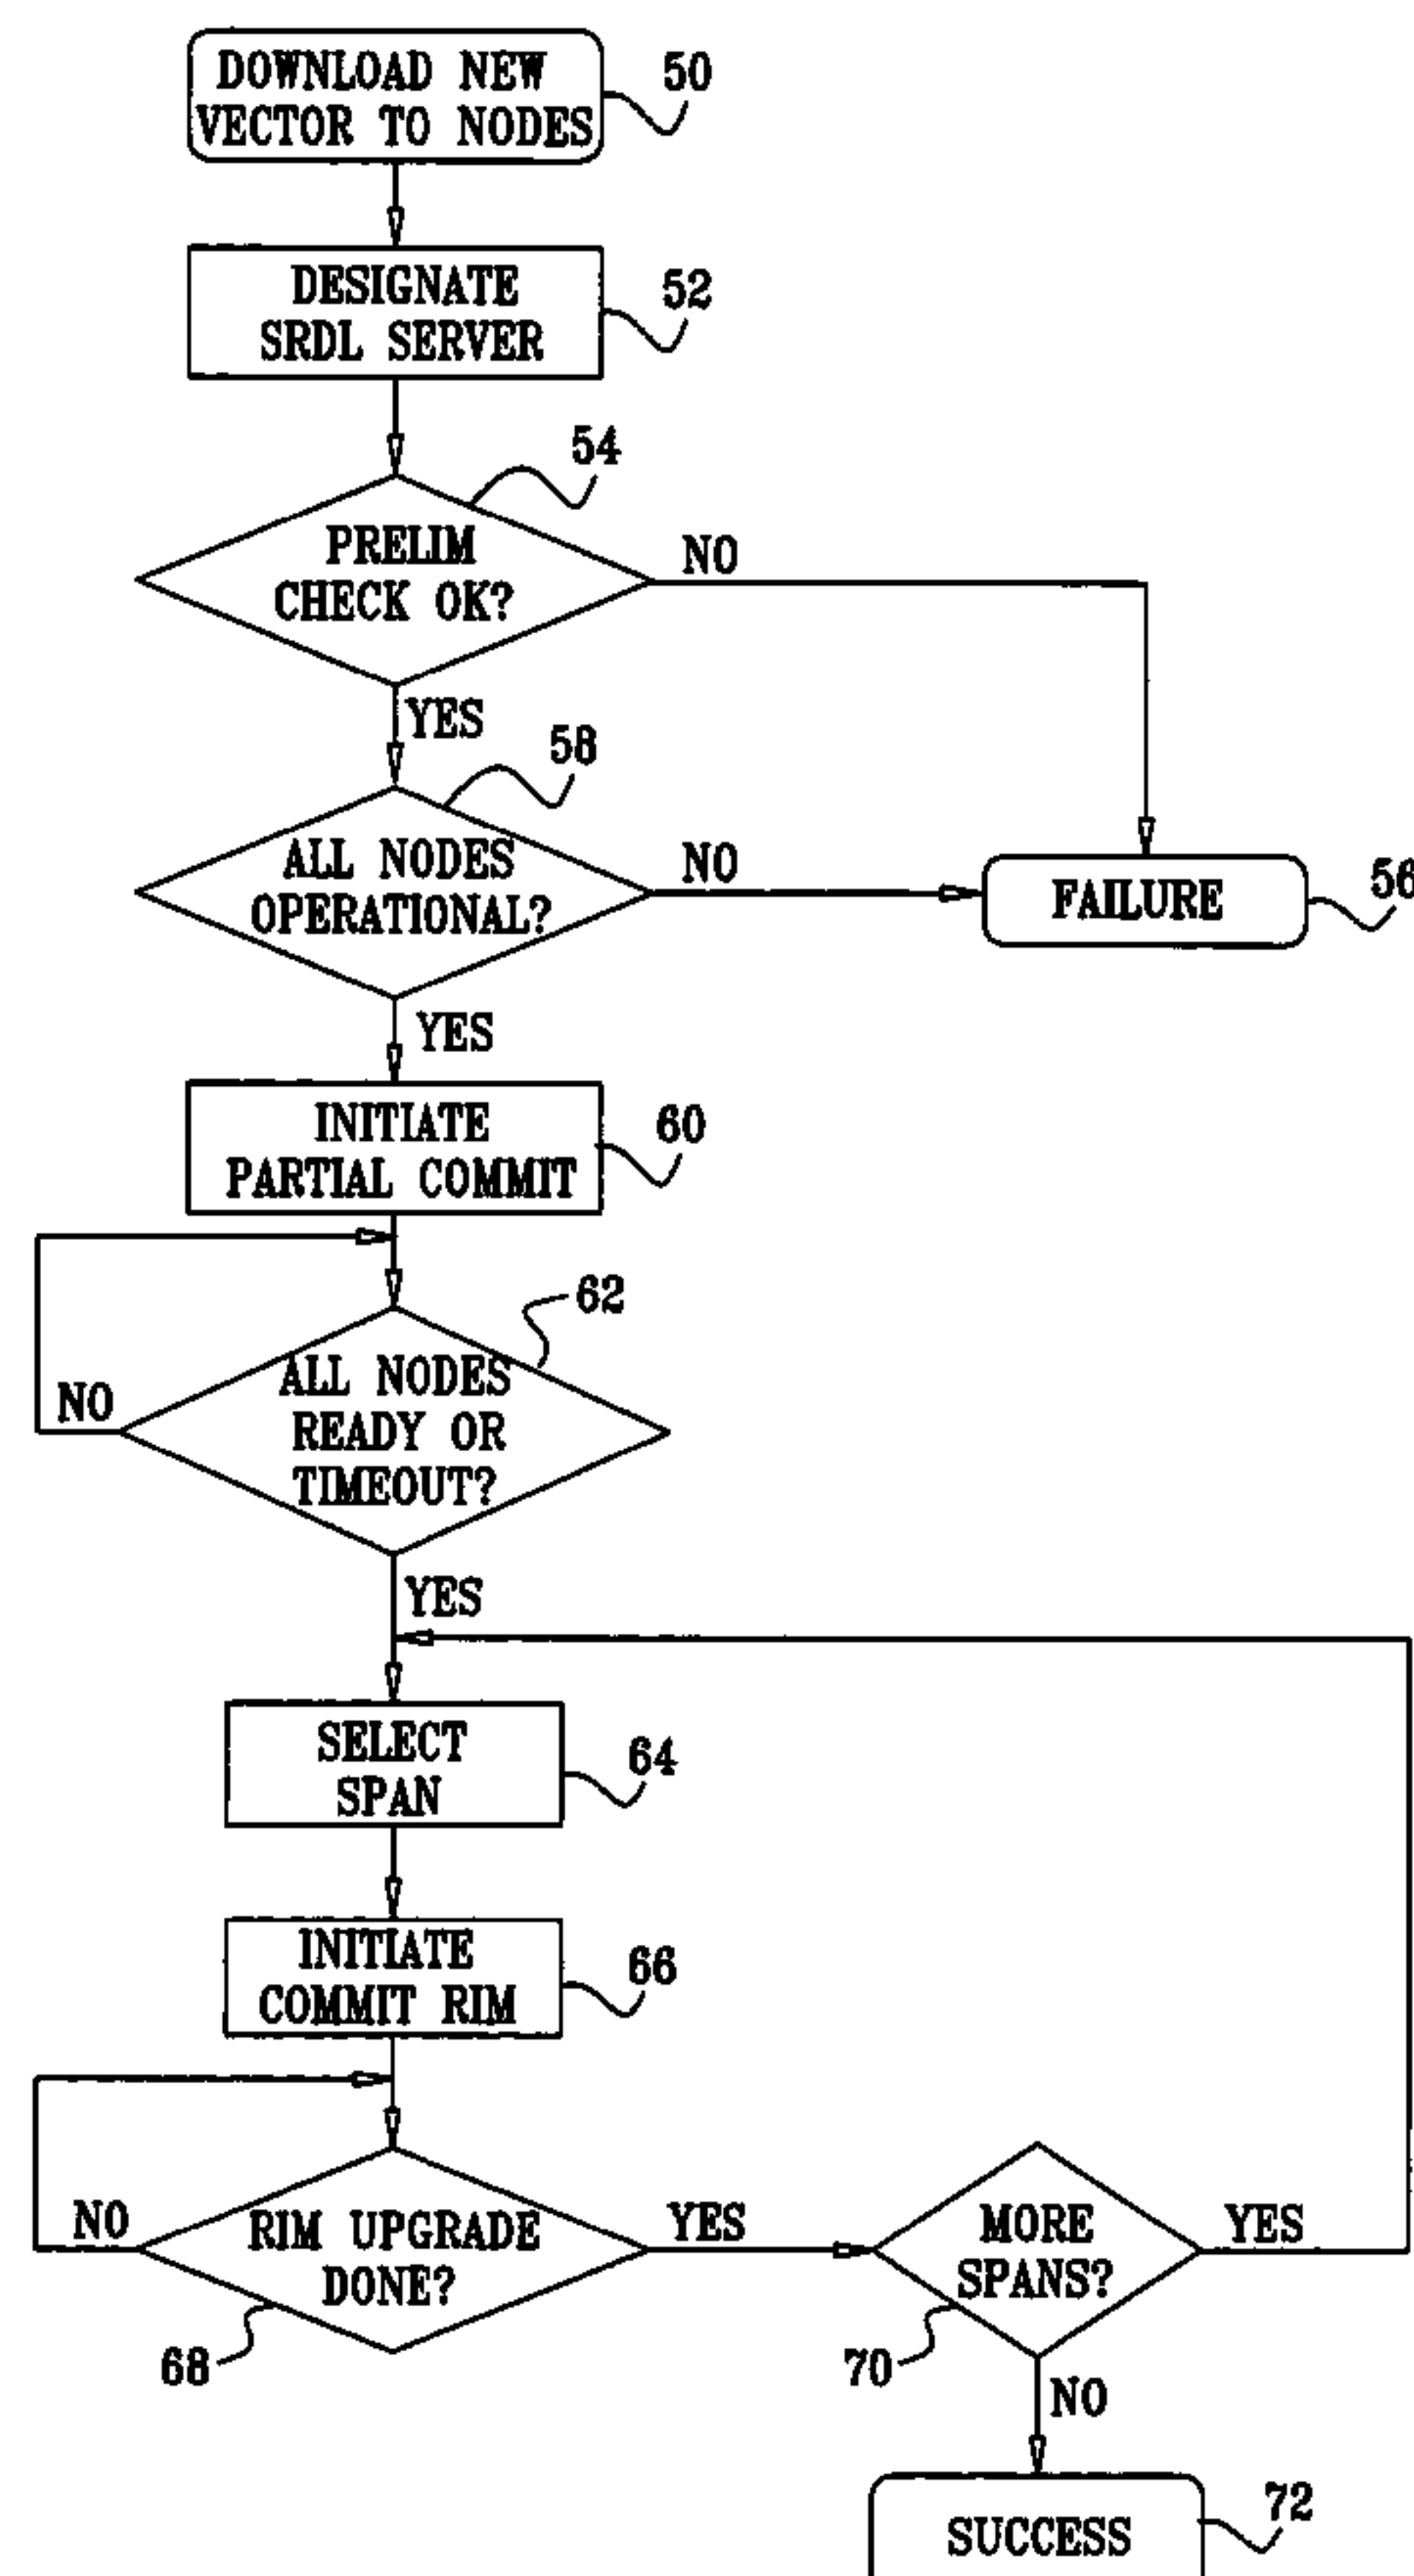 DOWNLOAD NEW
VECTOR TO NODES
50
DESIGNATE
SRDL SERVER
52
54
PRELIM
CHECK OK?
NO
YES
58
ALL NODES
OPERATIONAL?
NO
FAILURE
56
YES
INITIATE
PARTIAL COMMIT
60
62
ALL NODES
READY OR
TIMEOUT?
NO
YES
SELECT
SPAN
64
INITIATE
COMMIT RIM
66
RIM UPGRADE
DONE?
NO
YES
68
MORE
SPANS?
YES
70
NO
SUCCESS
72